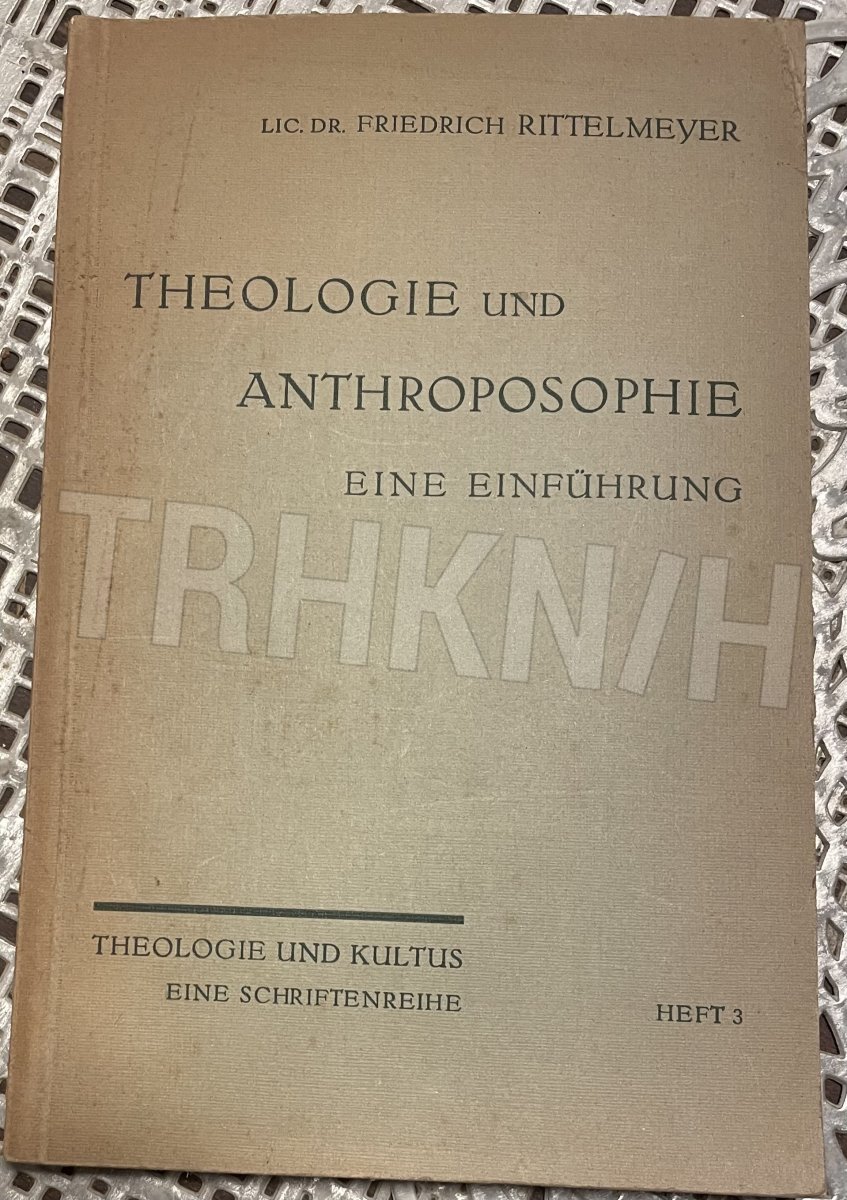 LIC. DR. FRIEDRICH RITTELMEYER
THEOLOGIE UND
ANTHROPOSOPHIE
EINE EINFÜHRUNG
TRHKN/H
THEOLOGIE UND KULTUS
EINE SCHRIFTENREIHE
HEFT 3